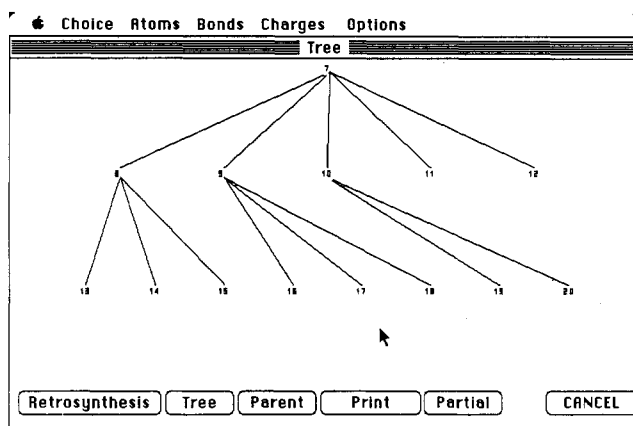 Choice Atoms Bonds Charges Options
Tree
7
8 9 10 11 12
13 14 15 16 17 18 19 20
Retrosynthesis Tree Parent Print Partial CANCEL